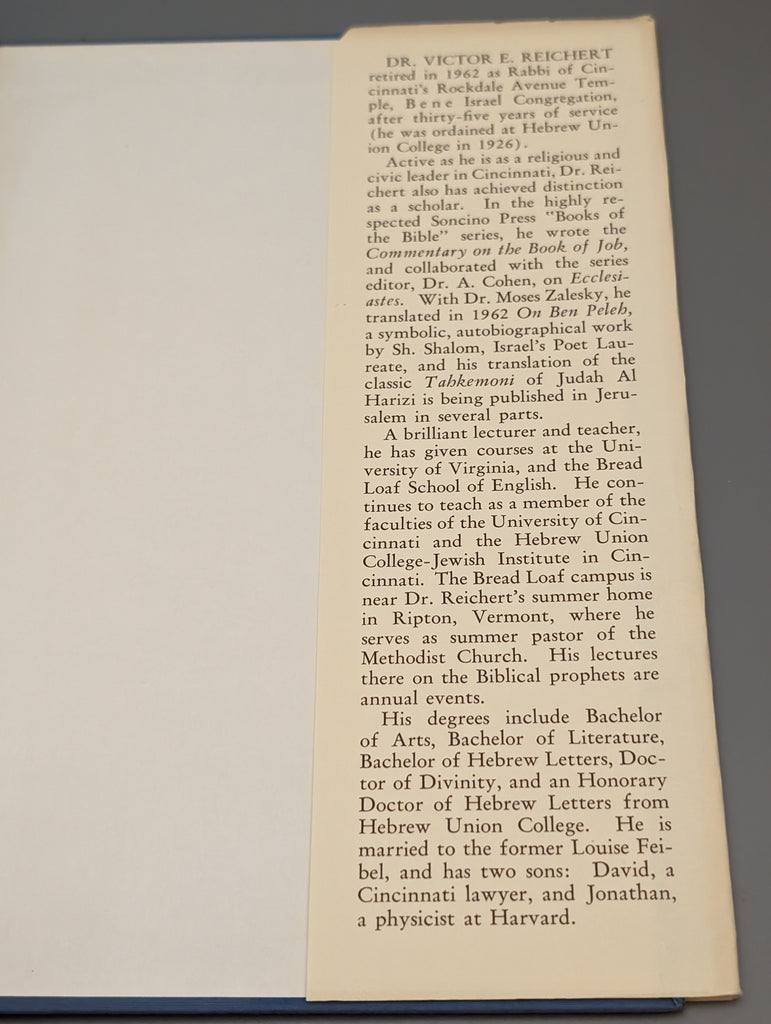 DR. VICTOR E. REICHERT
retired in 1962 as Rabbi of Cin-
cinnati's Rockdale Avenue Tem-
ple, Bene Israel Congregation,
after thirty-five years of service
(he was ordained at Hebrew Un-
ion College in 1926).
Active as he is as a religious and
civic leader in Cincinnati, Dr. Rei-
chert also has achieved distinction
as a scholar. In the highly re-
spected Soncino Press "Books of
the Bible" series, he wrote the
Commentary on the Book of Job,
and collaborated with the series
editor, Dr. A. Cohen, on Ecclesi-
astes. With Dr. Moses Zalesky, he
translated in 1962 On Ben Peleh,
a symbolic, autobiographical work
by Sh. Shalom, Israel's Poet Lau-
reate, and his translation of the
classic Tahkemoni of Judah Al
Harizi is being published in Jeru-
salem in several parts.
A brilliant lecturer and teacher,
he has given courses at the Uni-
versity of Virginia, and the Bread
Loaf School of English. He con-
tinues to teach as a member of the
faculties of the University of Cin-
cinnati and the Hebrew Union
College-Jewish Institute in Cin-
cinnati. The Bread Loaf campus is
near Dr. Reichert's summer home
in Ripton, Vermont, where he
serves as summer pastor of the
Methodist Church. His lectures
there on the Biblical prophets are
annual events.
His degrees include Bachelor
of Arts, Bachelor of Literature,
Bachelor of Hebrew Letters, Doc-
tor of Divinity, and an Honorary
Doctor of Hebrew Letters from
Hebrew Union College. He is
married to the former Louise Fei-
bel, and has two sons: David, a
Cincinnati lawyer, and Jonathan,
a physicist at Harvard.